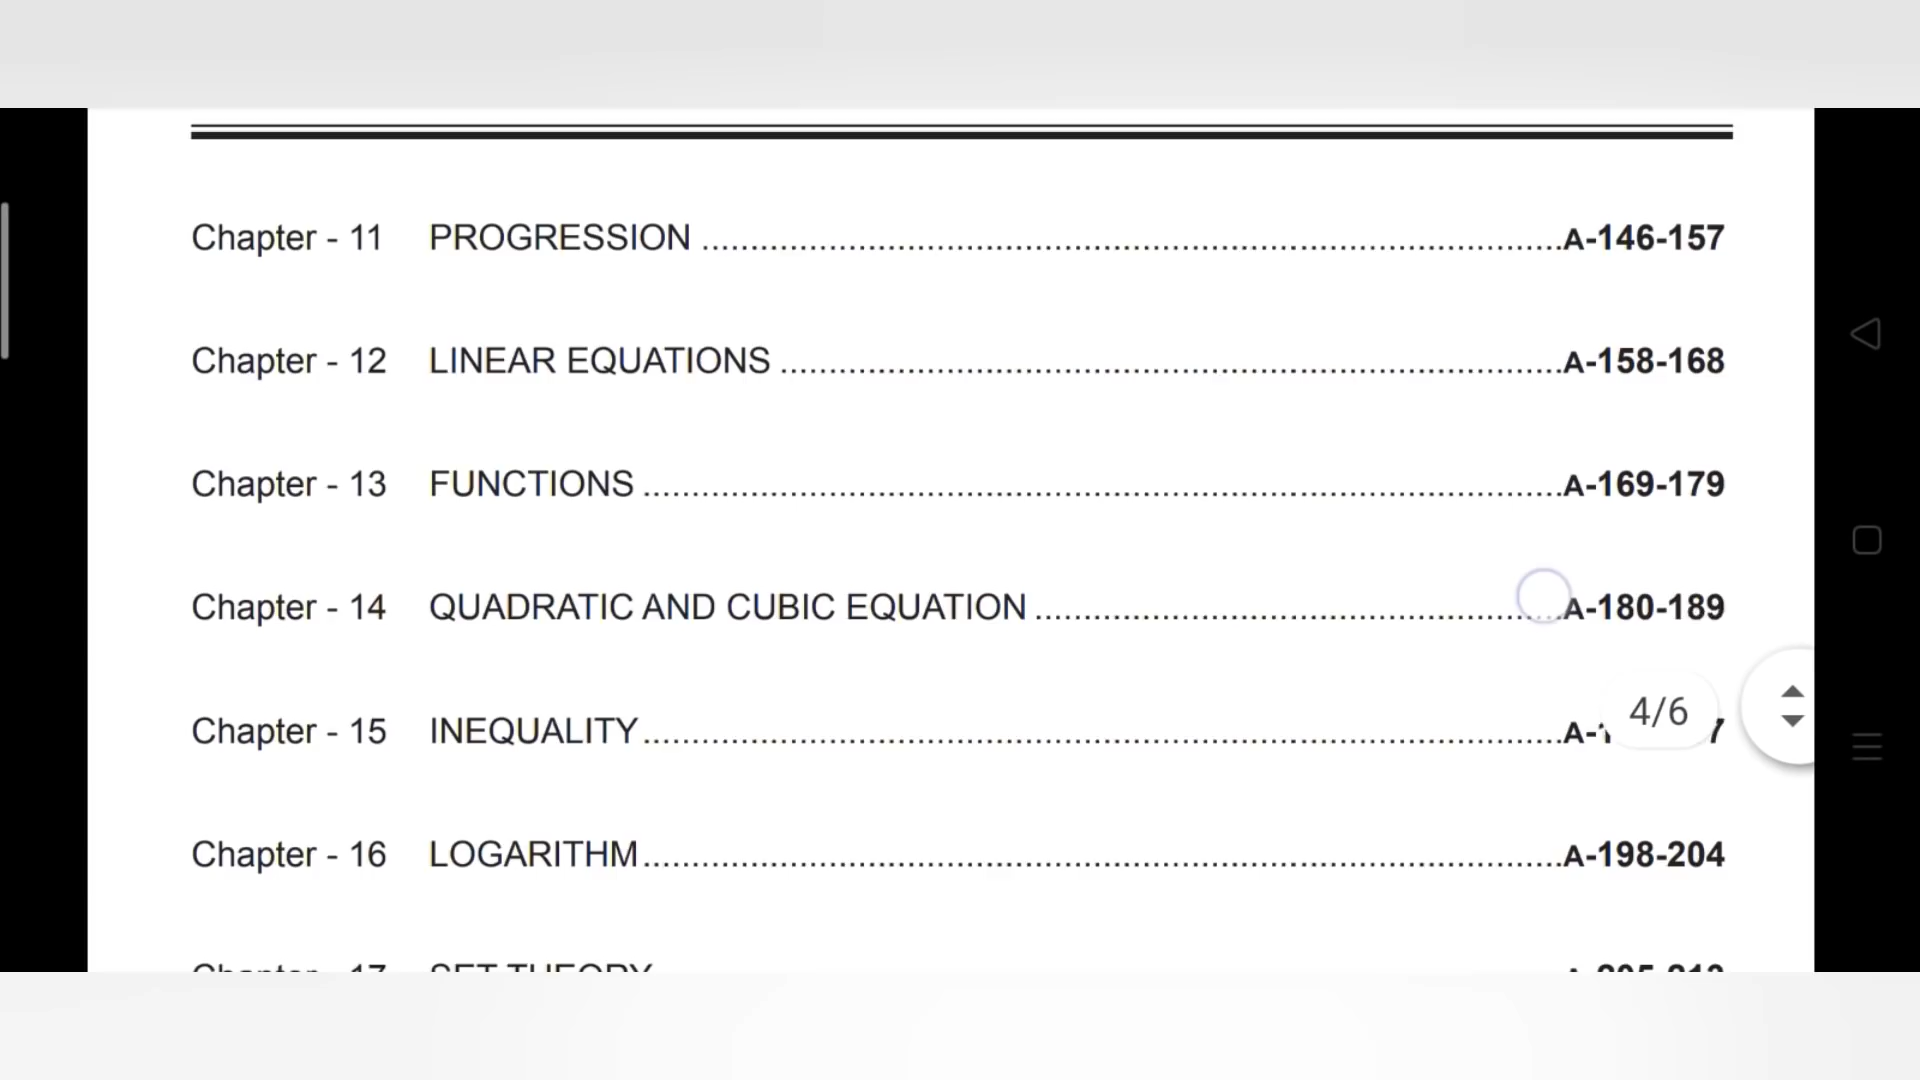 Chapter - 11 PROGRESSION ........................................................................................A-146-157
Chapter - 12 LINEAR EQUATIONS ................................................................................A-158-168
Chapter - 13 FUNCTIONS ..............................................................................................A-169-179
Chapter - 14 QUADRATIC AND CUBIC EQUATION ......................................................A-180-189
Chapter - 15 INEQUALITY..............................................................................................A-1
4/6
Chapter - 16 LOGARITHM..............................................................................................A-198-204